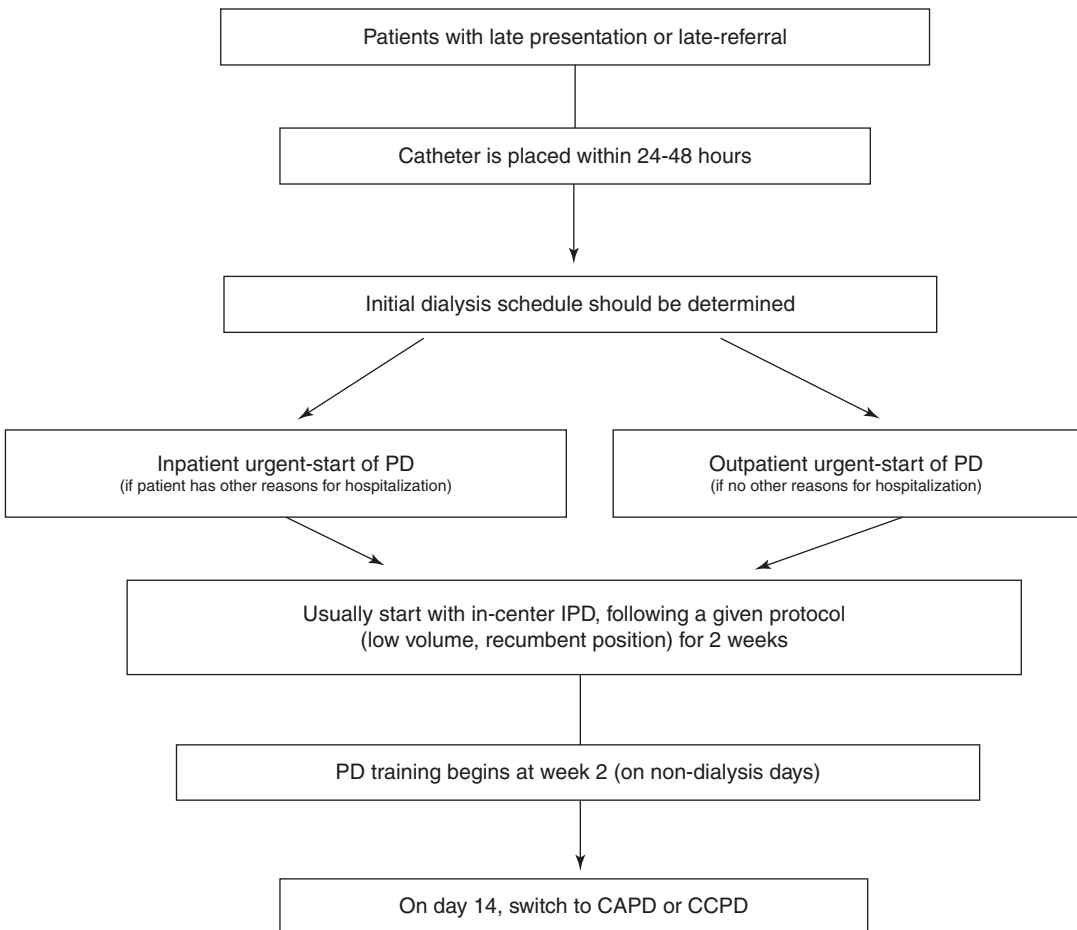 Patients with late presentation or late-referral
Catheter is placed within 24-48 hours
Initial dialysis schedule should be determined
Inpatient urgent-start of PD
(if patient has other reasons for hospitalization)
Outpatient urgent-start of PD
(if no other reasons for hospitalization)
Usually start with in-center IPD, following a given protocol
(low volume, recumbent position) for 2 weeks
PD training begins at week 2 (on non-dialysis days)
On day 14, switch to CAPD or CCPD